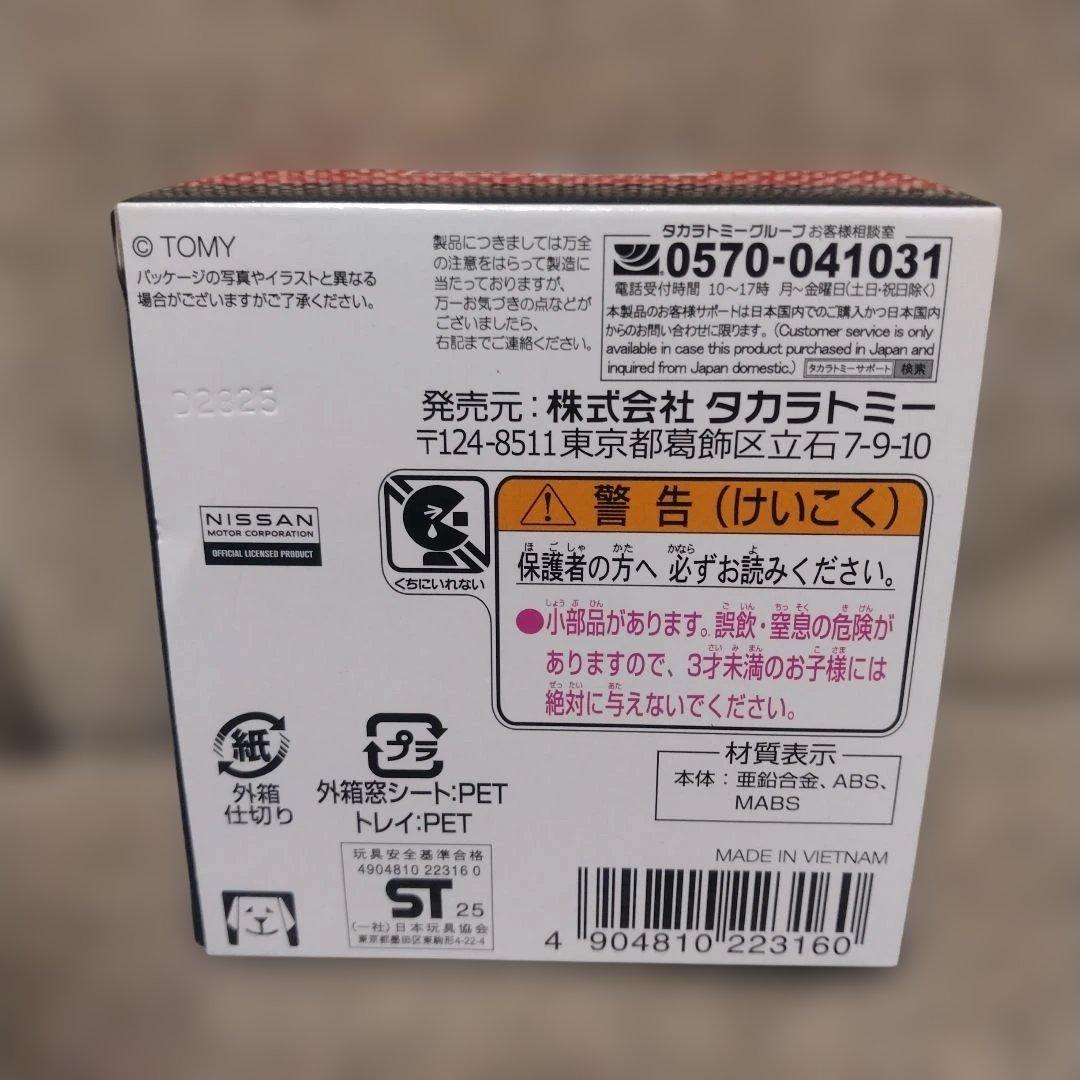 © TOMY
パッケージの写真やイラストと異なる
場合がございますがご了承ください。
製品につきましては万全
の注意をはらって製造に
当たっておりますが、
万一お気づきの点などが
ございましたら、
右記までご連絡ください。
タカラトミーグループお客様相談室
0570-041031
電話受付時間 10〜17時 月〜金曜日(土日・祝日除く)
本製品のお客様サポートは日本国内でのご購入かつ日本国内
からのお問い合わせに限ります。(Customer service is only
available in case this product purchased in Japan and
inquired from Japan domestic.) タカラトミーサポート 検索
D2825
発売元：株式会社 タカラトミー
〒124-8511東京都葛飾区立石7-9-10
NISSAN
MOTOR CORPORATION
OFFICIAL LICENSED PRODUCT
くちにいれない
警告(けいこく)
保護者の方へ 必ずお読みください。
●小部品があります。誤飲・窒息の危険が
ありますので、3才未満のお子様には
絶対に与えないでください。
紙
外箱
仕切り
プラ
外箱窓シート:PET
トレイ:PET
材質表示
本体：亜鉛合金、ABS、
MABS
玩具安全基準合格
4904810 22316 0
ST 25
(一社)日本玩具協会
東京都墨田区東駒形4-22-4
MADE IN VIETNAM
4 904810 223160